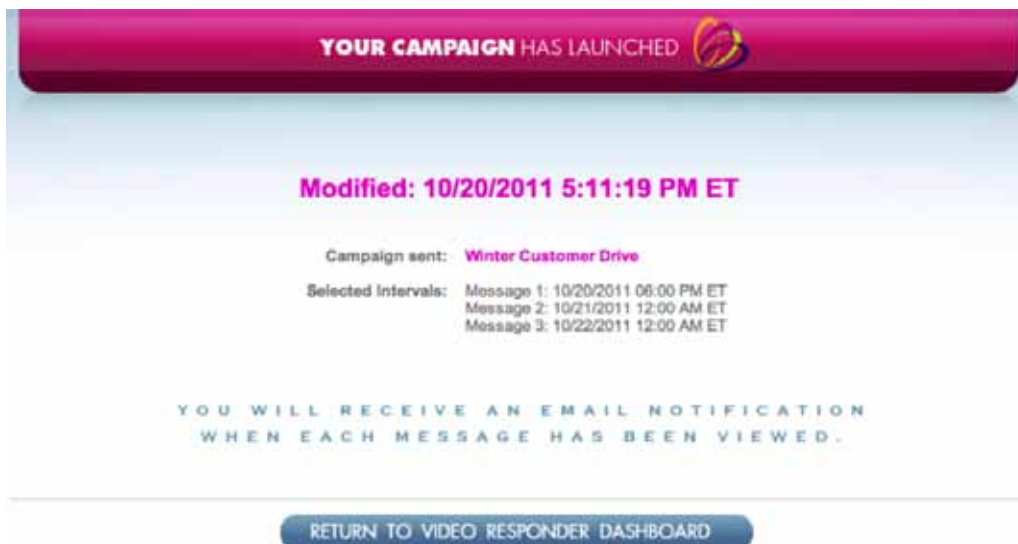 YOUR CAMPAIGN HAS LAUNCHED
Modified: 10/20/2011 5:11:19 PM ET
Campaign sent: Winter Customer Drive
Selected Intervals: Message 1: 10/20/2011 06:00 PM ET
Message 2: 10/21/2011 12:00 AM ET
Message 3: 10/22/2011 12:00 AM ET
YOU WILL RECEIVE AN EMAIL NOTIFICATION
WHEN EACH MESSAGE HAS BEEN VIEWED.
RETURN TO VIDEO RESPONDER DASHBOARD